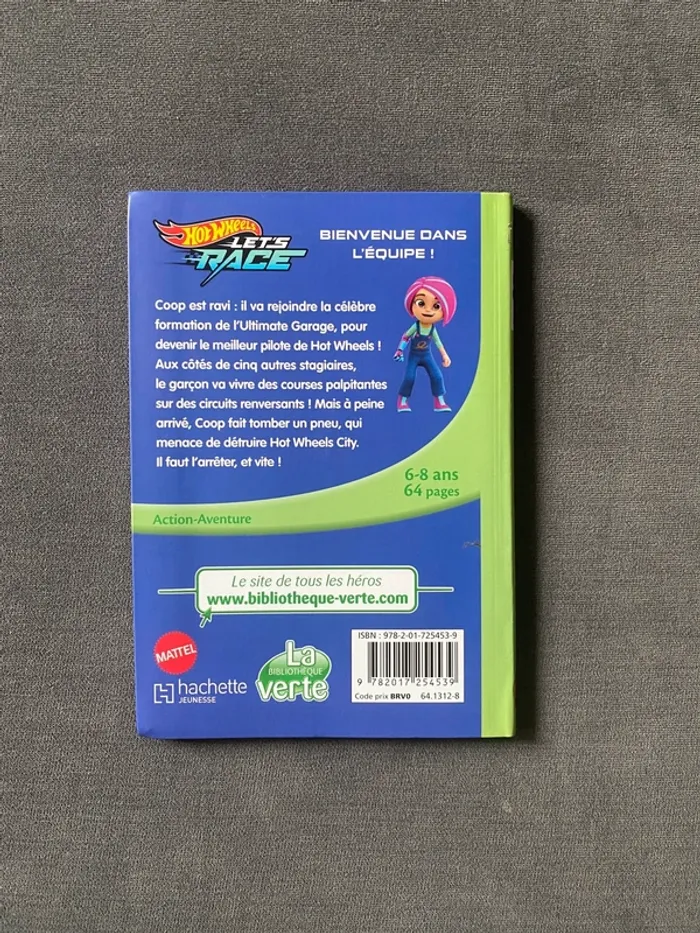 HOT WHEELS
LET'S
RACE
BIENVENUE DANS
L'ÉQUIPE !
Coop est ravi : il va rejoindre la célèbre
formation de l'Ultimate Garage, pour
devenir le meilleur pilote de Hot Wheels !
Aux côtés de cinq autres stagiaires,
le garçon va vivre des courses palpitantes
sur des circuits renversants ! Mais à peine
arrivé, Coop fait tomber un pneu, qui
menace de détruire Hot Wheels City.
Il faut l'arrêter, et vite !
6-8 ans
64 pages
Action-Aventure
Le site de tous les héros
www.bibliotheque-verte.com
MATTEL
hachette
JEUNESSE
La
BIBLIOTHÈQUE
verte
ISBN : 978-2-01-725453-9
9 782017 254539
Code prix BRV0 64.1312-8